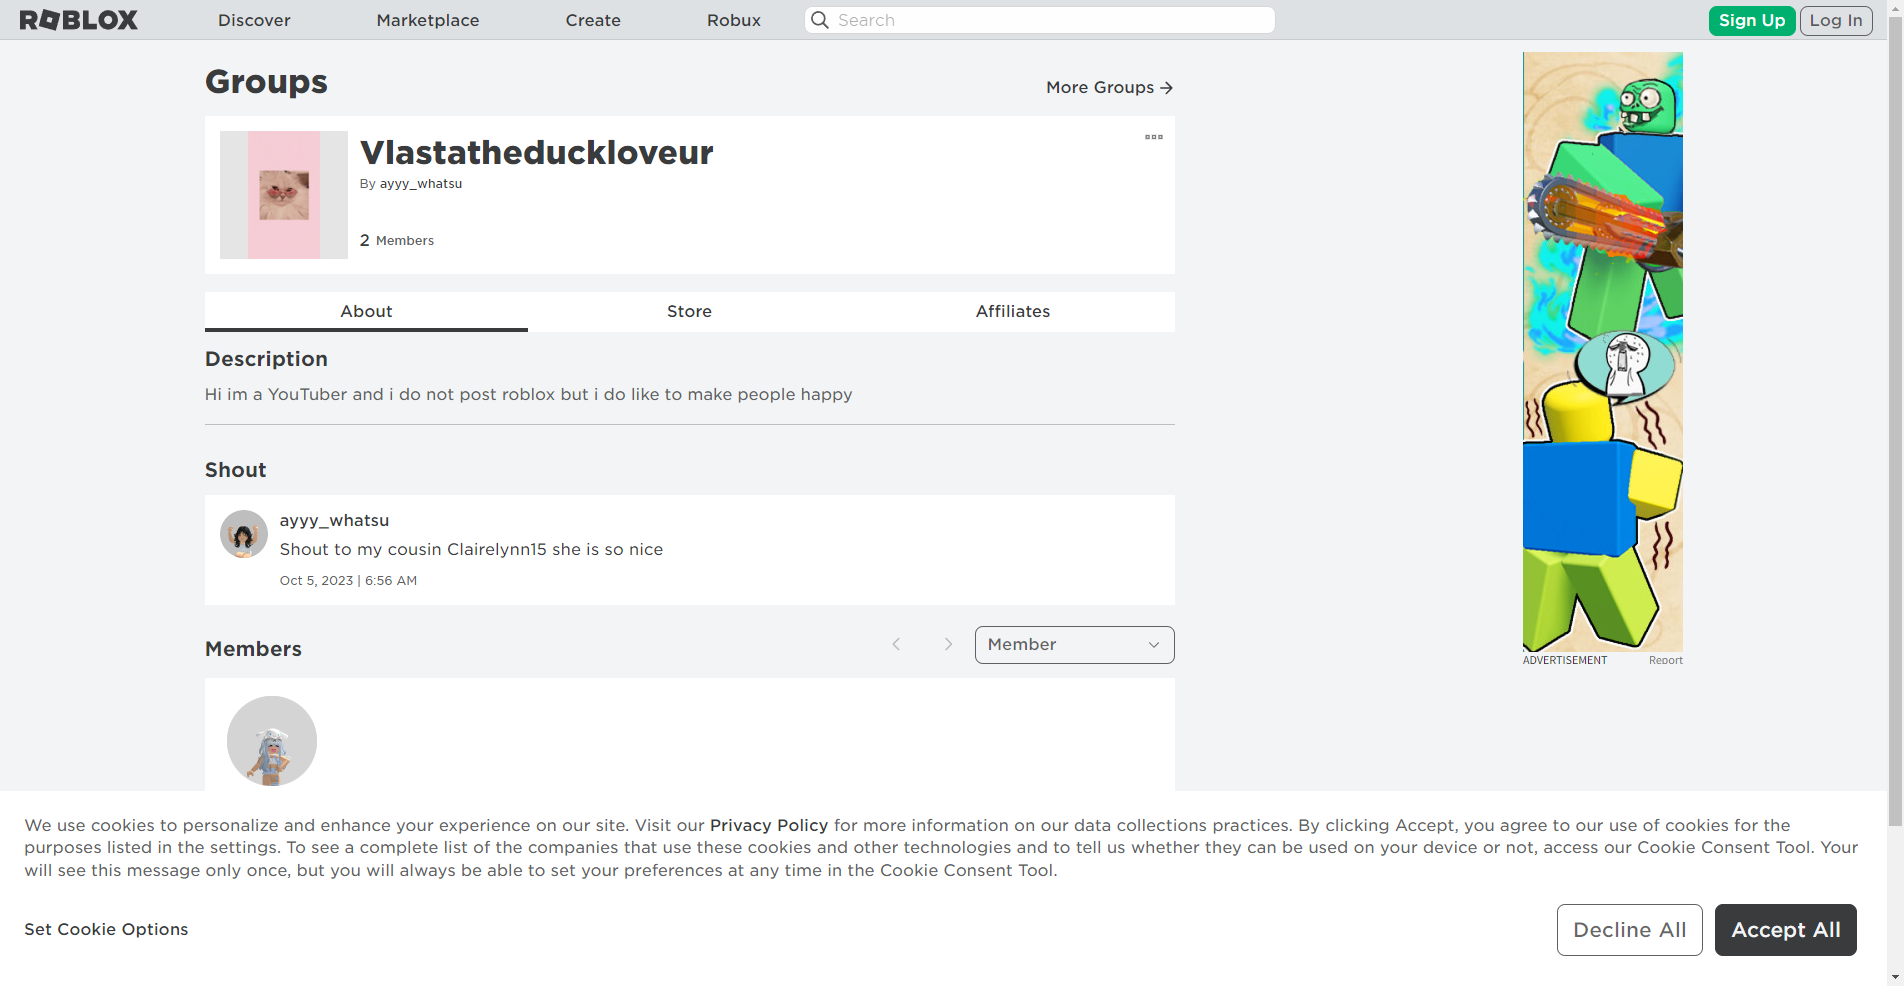 ROBLOX
Discover
Marketplace
Create
Robux
Search
Sign Up
Log In
Groups
More Groups
Vlastatheduckloveur
By ayyy_whatsu
2 Members
About
Store
Affiliates
Description
Hi im a YouTuber and i do not post roblox but i do like to make people happy
Shout
ayyy_whatsu
Shout to my cousin Clairelynn15 she is so nice
Oct 5, 2023 | 6:56 AM
Members
Member
ADVERTISEMENT
Report
We use cookies to personalize and enhance your experience on our site. Visit our Privacy Policy for more information on our data collections practices. By clicking Accept, you agree to our use of cookies for the
purposes listed in the settings. To see a complete list of the companies that use these cookies and other technologies and to tell us whether they can be used on your device or not, access our Cookie Consent Tool. Your
will see this message only once, but you will always be able to set your preferences at any time in the Cookie Consent Tool.
Set Cookie Options
Decline All
Accept All